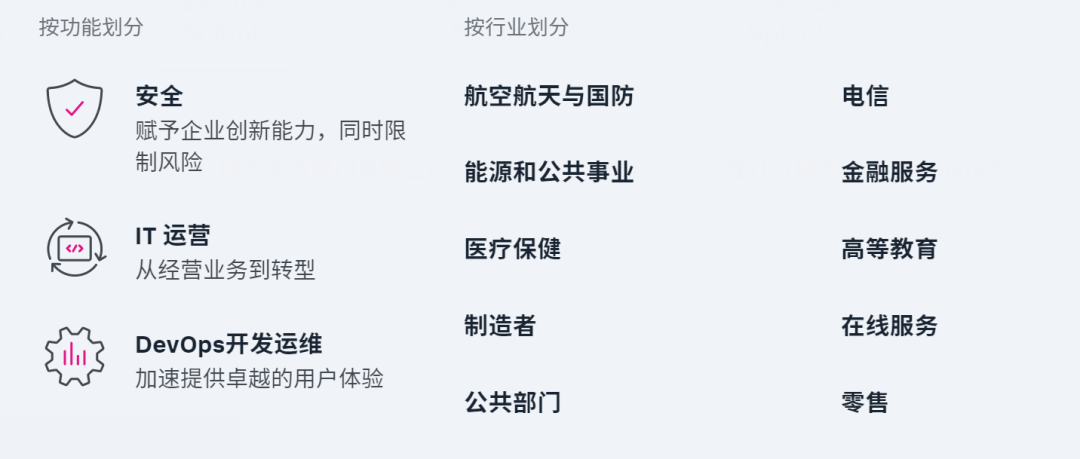 按功能划分
安全
赋予企业创新能力，同时限
制风险
IT 运营
从经营业务到转型
DevOps开发运维
加速提供卓越的用户体验
按行业划分
航空航天与国防
能源和公共事业
医疗保健
制造者
公共部门
电信
金融服务
高等教育
在线服务
零售